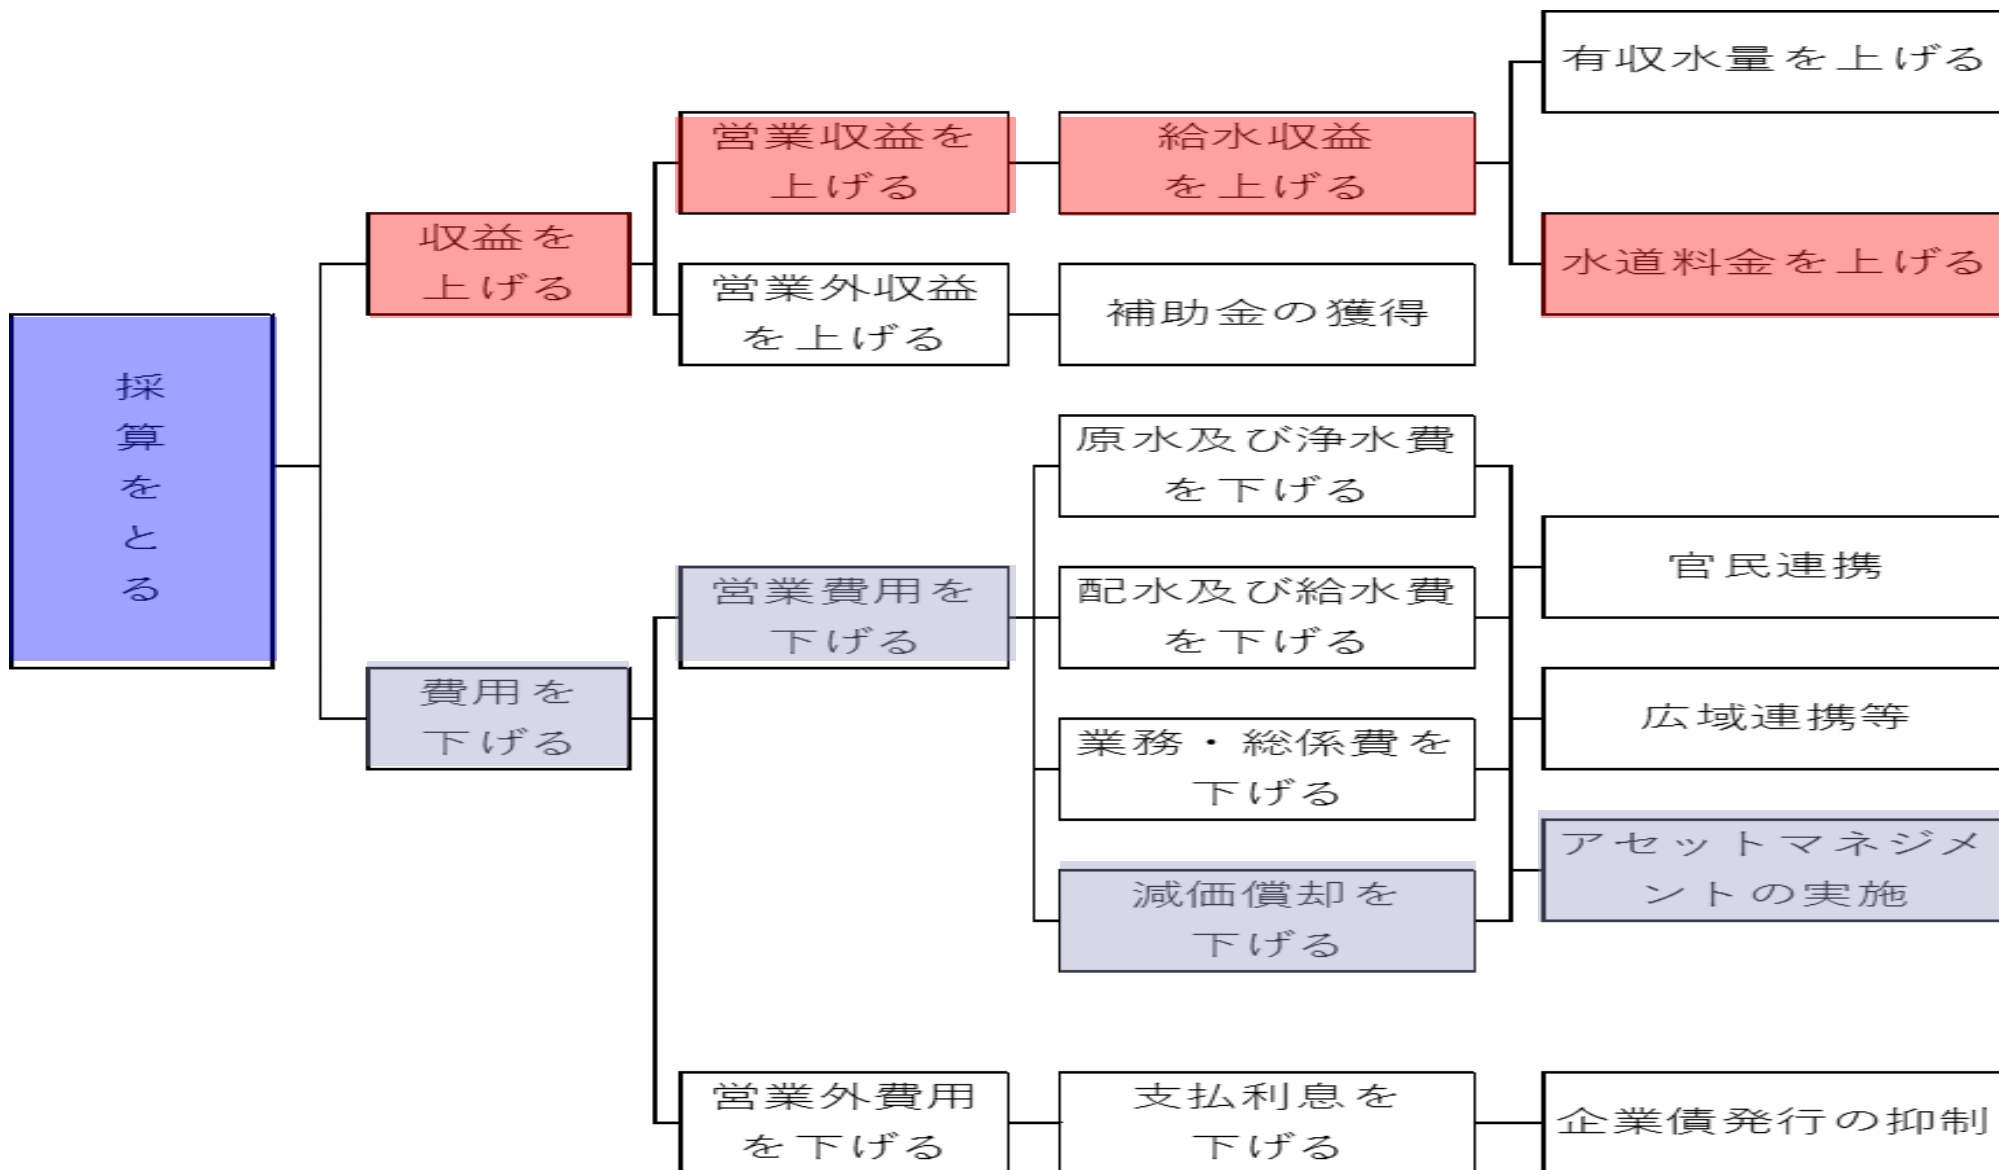 採
算
を
と
る
収益を
上げる
費用を
下げる
営業収益を
上げる
営業外収益
を上げる
営業費用を
下げる
営業外費用
を下げる
給水収益
を上げる
補助金の獲得
原水及び浄水費
を下げる
配水及び給水費
を下げる
業務・総係費を
下げる
減価償却を
下げる
支払利息を
下げる
有収水量を上げる
水道料金を上げる
官民連携
広域連携等
アセットマネジメ
ントの実施
企業債発行の抑制